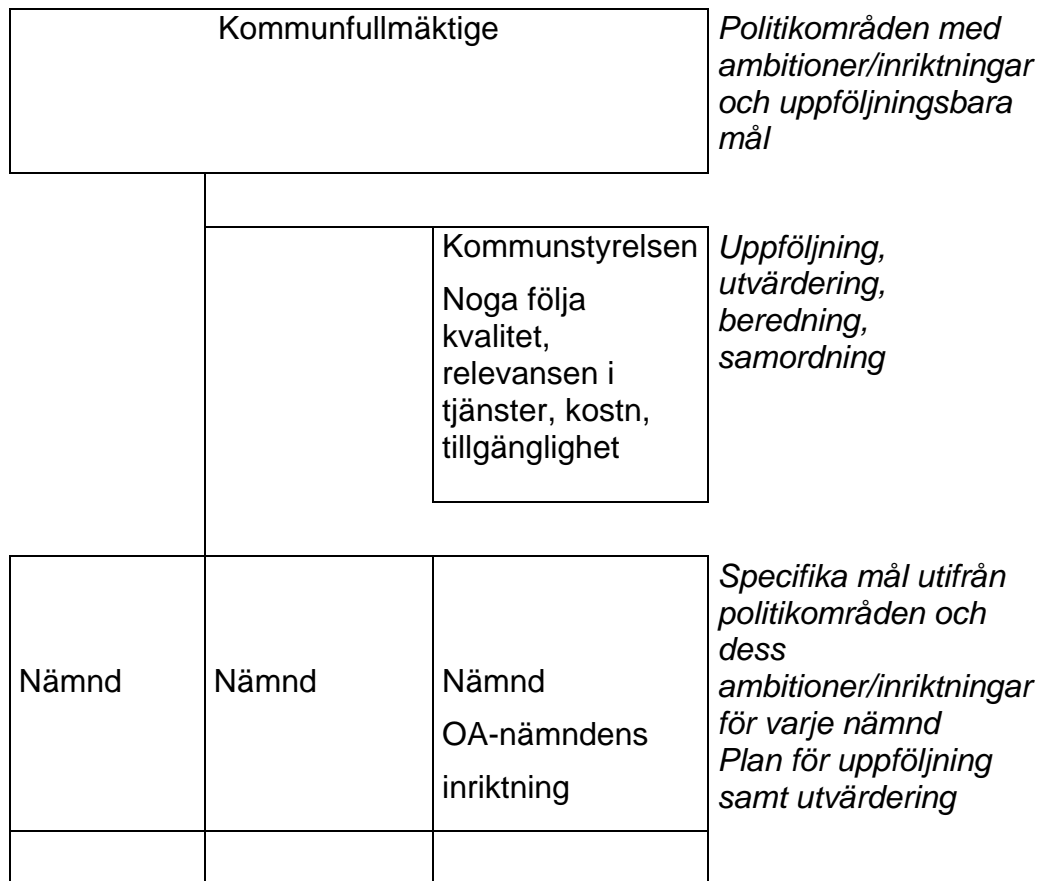 Kommunfullmäktige
Politikområden med
ambitioner/inriktningar
och uppföljningsbara
mål
Kommunstyrelsen
Noga följa
kvalitet,
relevansen i
tjänster, kostn,
tillgänglighet
Uppföljning,
utvärdering,
beredning,
samordning
Nämnd
Nämnd
Nämnd
OA-nämndens
inriktning
Specifika mål utifrån
politikområden och
dess
ambitioner/inriktningar
för varje nämnd
Plan för uppföljning
samt utvärdering